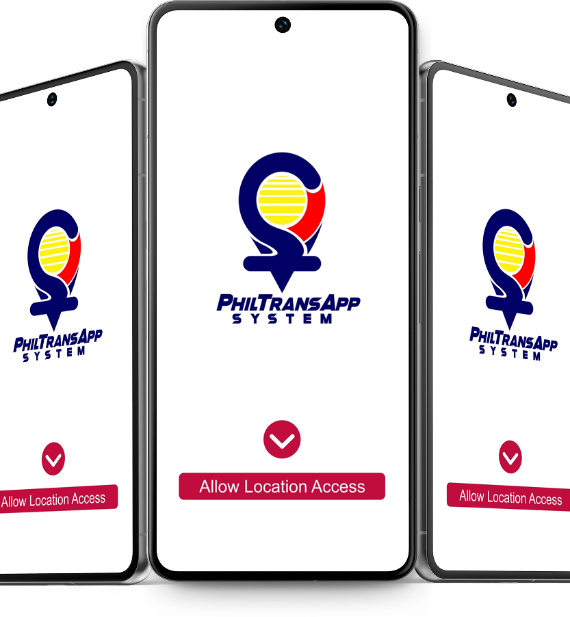 PHILTRANSAPP
SYSTEM
Allow Location Access
PHILTRANSAPP
SYSTEM
Allow Location Access
PHILTRANSAPP
SYSTEM
Allow Location Access